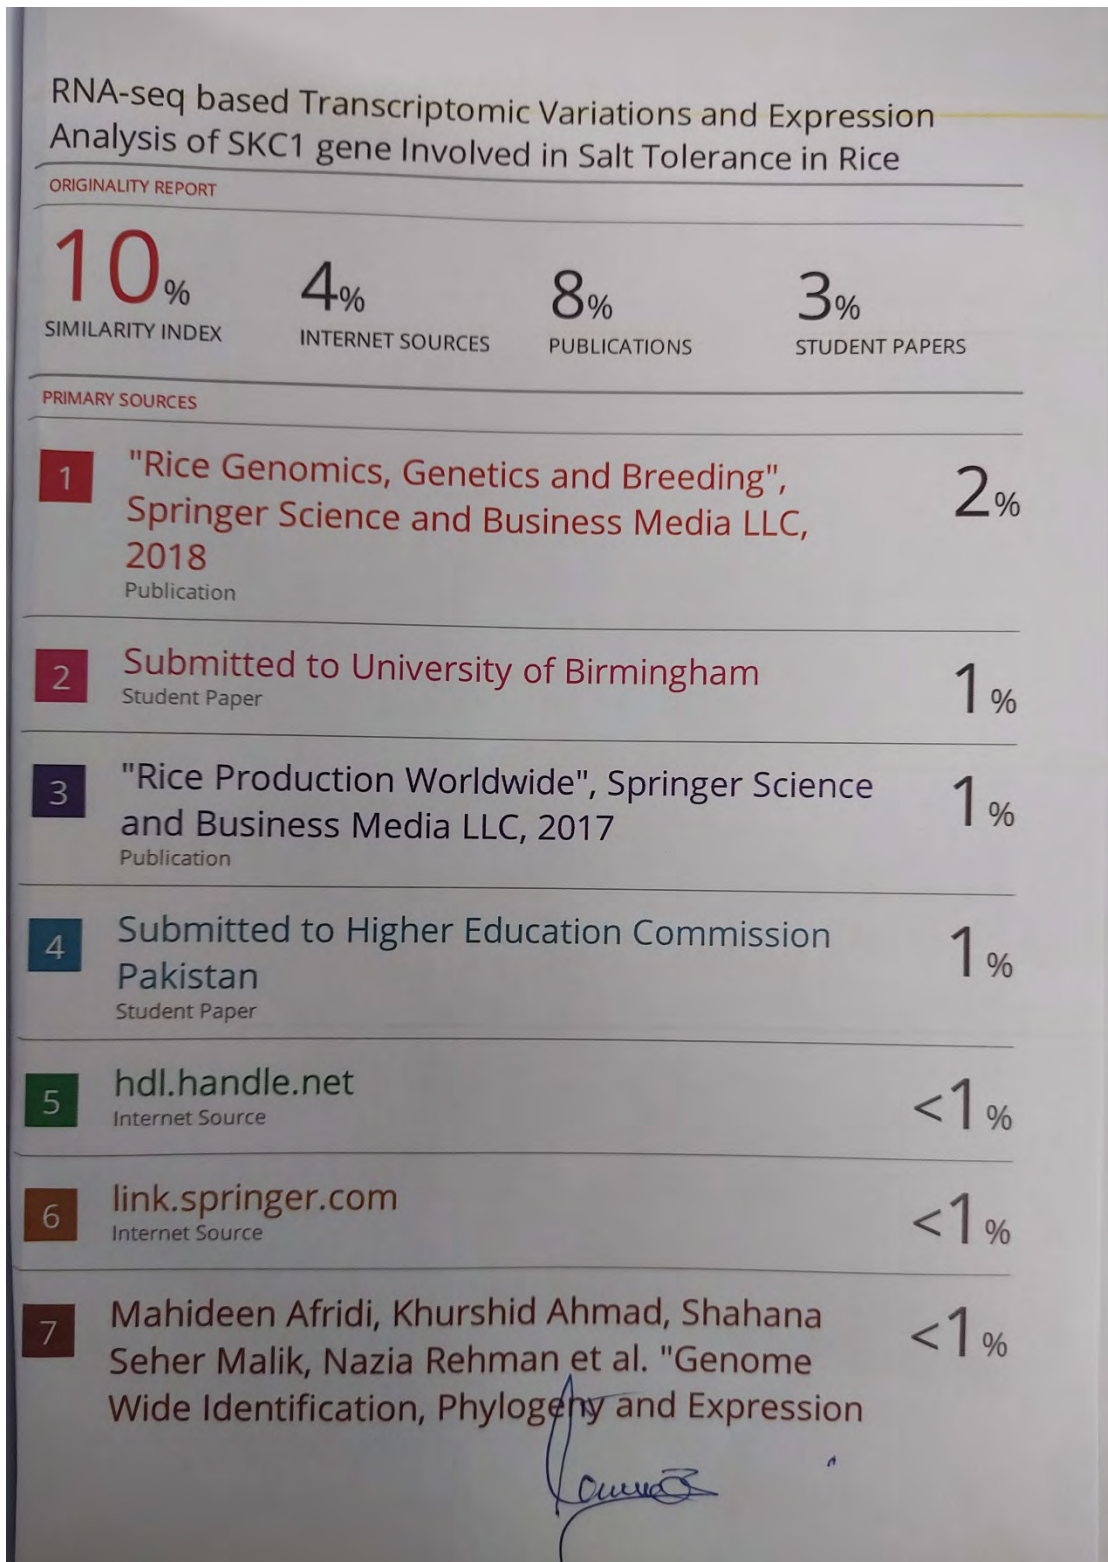 RNA-seq based Transcriptomic Variations and Expression
Analysis of SKC1 gene Involved in Salt Tolerance in Rice
ORIGINALITY REPORT
10% 4% 8% 3%
SIMILARITY INDEX INTERNET SOURCES PUBLICATIONS STUDENT PAPERS
PRIMARY SOURCES
1 "Rice Genomics, Genetics and Breeding", 2%
Springer Science and Business Media LLC,
2018
Publication
2 Submitted to University of Birmingham 1%
Student Paper
3 "Rice Production Worldwide", Springer Science 1%
and Business Media LLC, 2017
Publication
4 Submitted to Higher Education Commission 1%
Pakistan
Student Paper
5 hdl.handle.net <1%
Internet Source
6 link.springer.com <1%
Internet Source
7 Mahideen Afridi, Khurshid Ahmad, Shahana <1%
Seher Malik, Nazia Rehman et al. "Genome
Wide Identification, Phylogeny and Expression